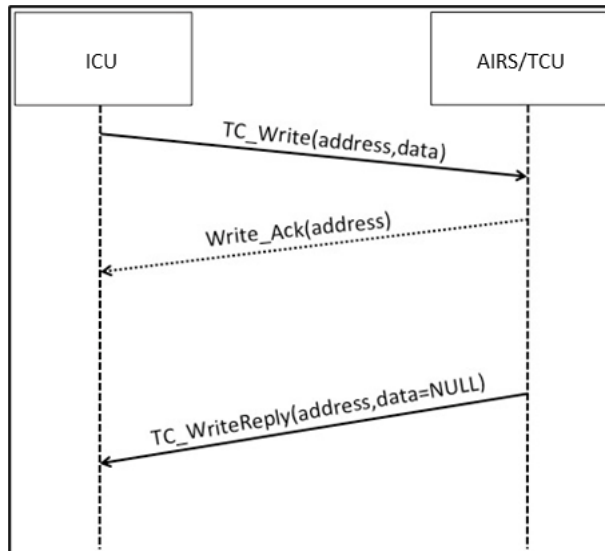 ICU
AIRS/TCU
TC_Write(address,data)
Write_Ack(address)
TC_WriteReply(address,data=NULL)